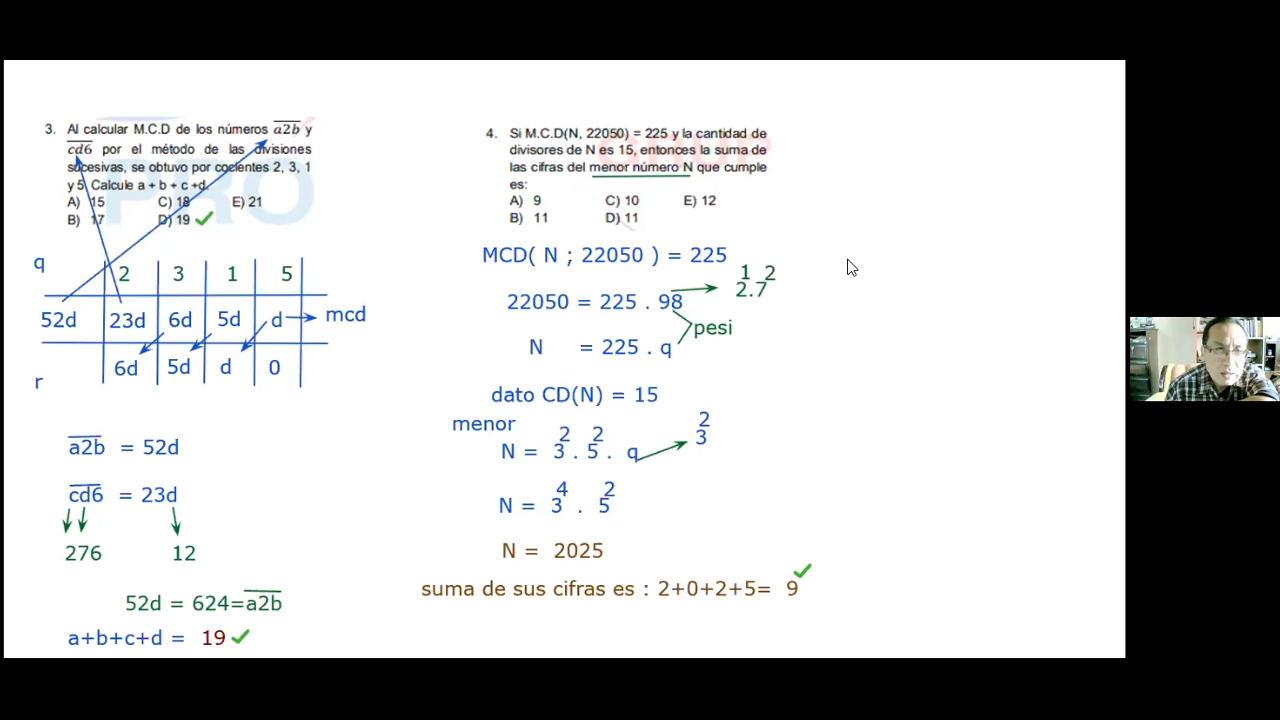 3. Al calcular M.C.D de los números a2b y
cd6 por el método de las divisiones
sucesivas, se obtuvo por cocientes 2, 3, 1
y 5. Calcule a + b + c +d.
A) 15 C) 18 E) 21
B) 17 D) 19
q 2 3 1 5
52d 23d 6d 5d d mcd
r 6d 5d d 0
a2b = 52d
cd6 = 23d
276 12
52d = 624=a2b
a+b+c+d = 19
4. Si M.C.D(N, 22050) = 225 y la cantidad de
divisores de N es 15, entonces la suma de
las cifras del menor número N que cumple
es:
A) 9 C) 10 E) 12
B) 11 D) 11
MCD( N ; 22050 ) = 225
1 2
22050 = 225 . 98 2.7
pesi
N = 225 . q
dato CD(N) = 15
menor
2 2 2
N = 3 . 5 . q 3
4 2
N = 3 . 5
N = 2025
suma de sus cifras es : 2+0+2+5= 9
PRO
GRUP